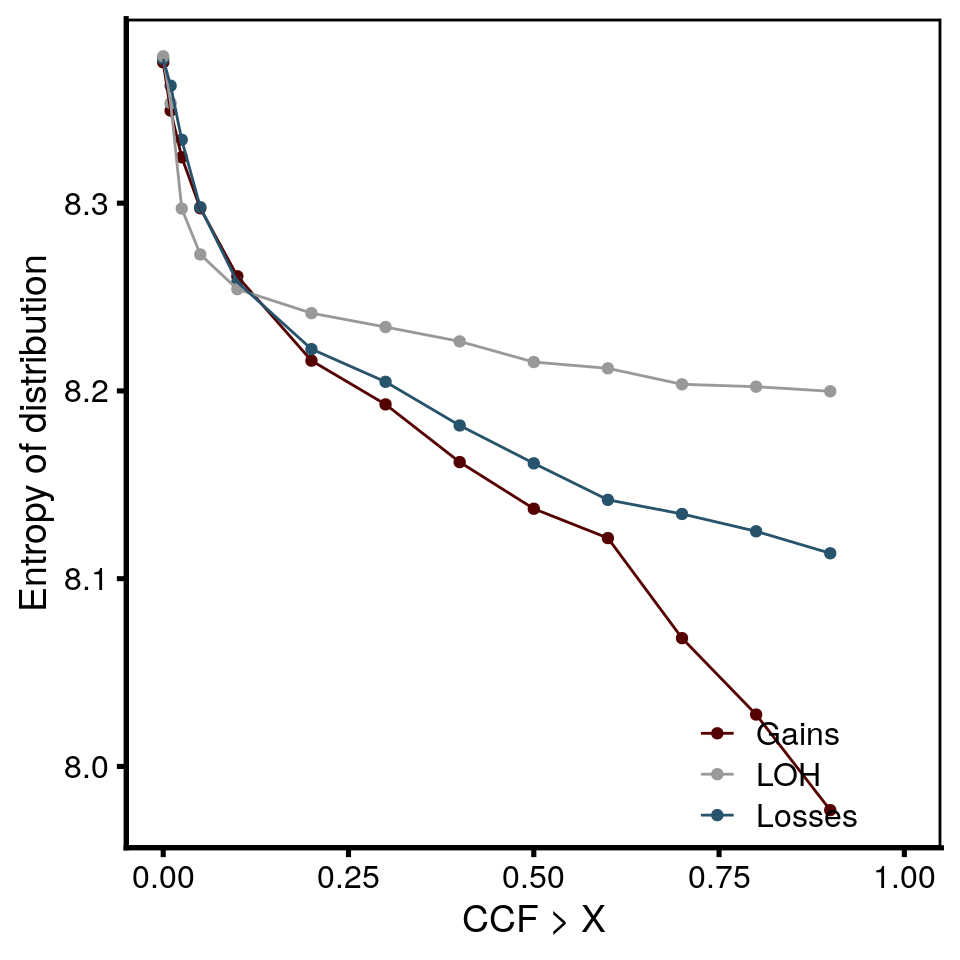 Entropy of distribution
8.3
8.2
8.1
8.0
Gains
LOH
Losses
0.00 0.25 0.50 0.75 1.00
CCF > X